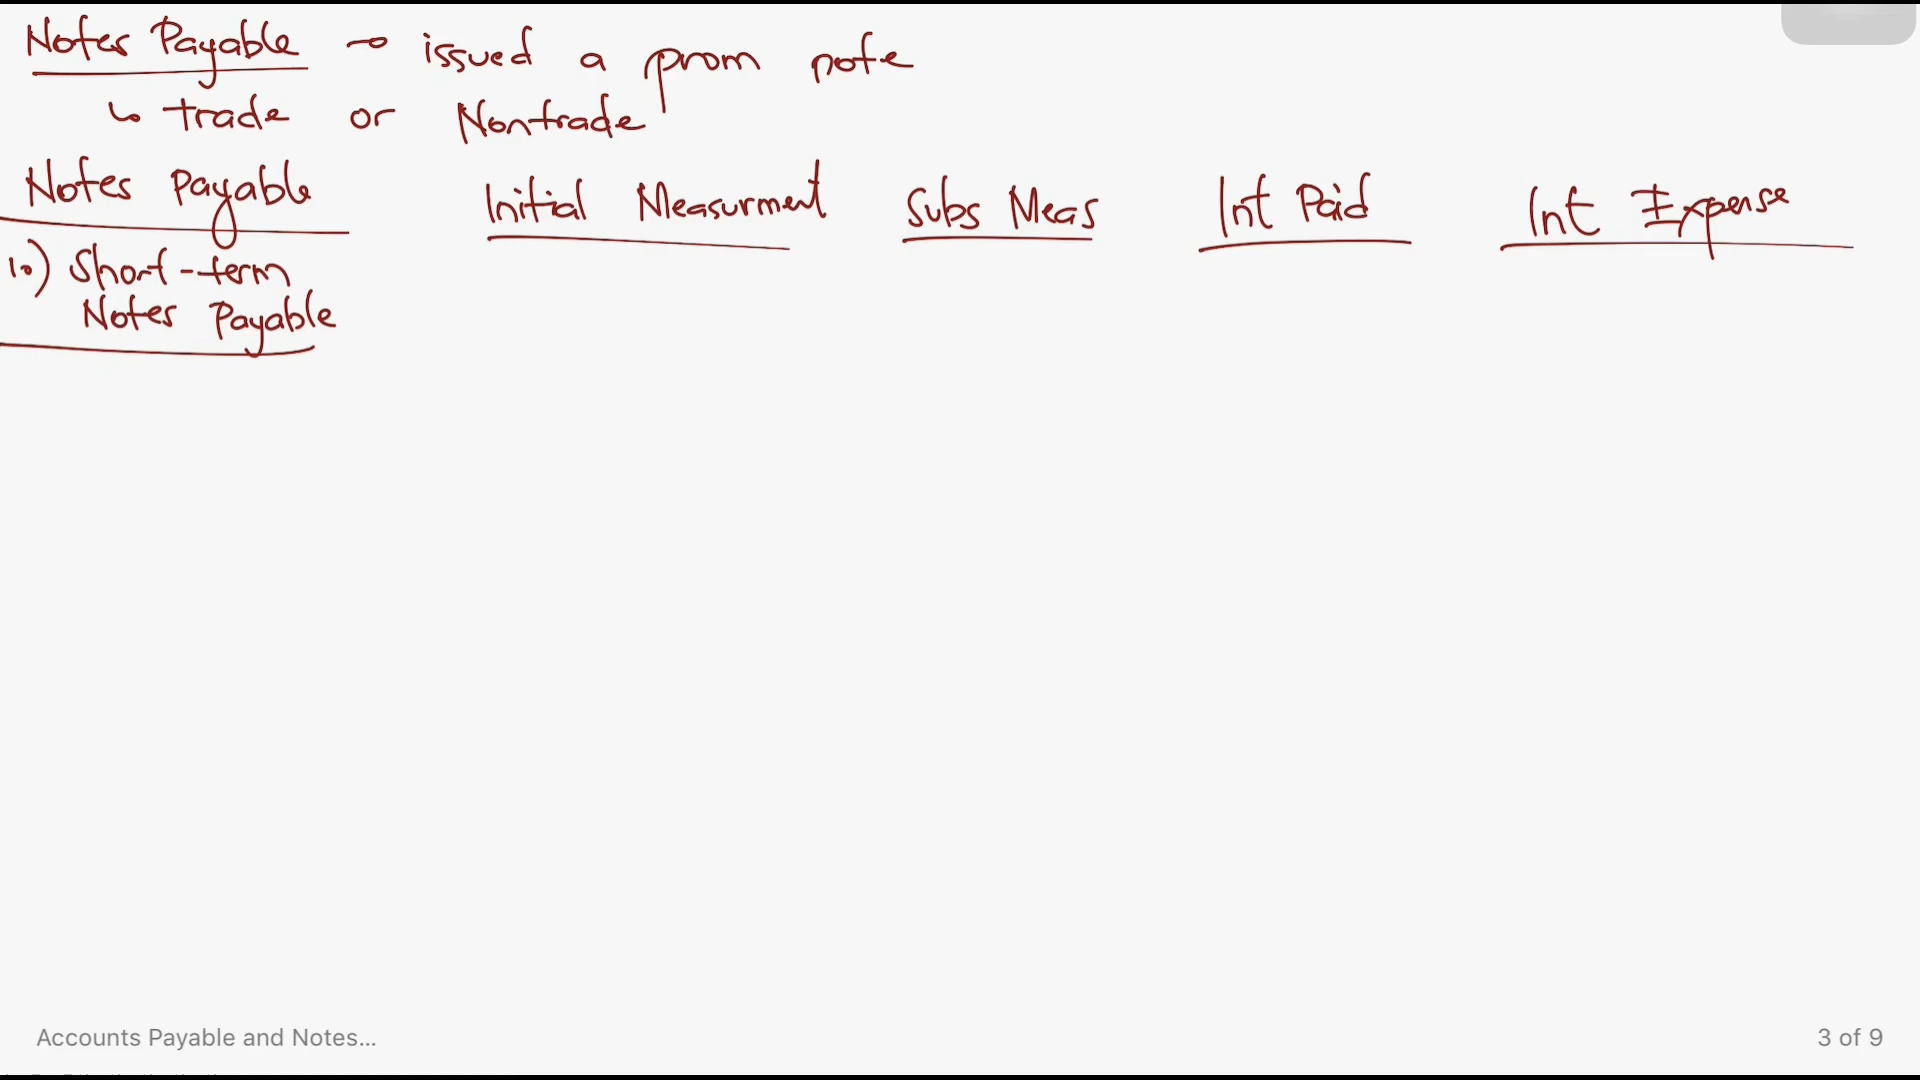 Notes Payable → issued a prom note
↳ trade or Nontrade
Notes Payable Initial Measurment Subs Meas Int Paid Int Expense
1.) Short-term
Notes Payable
Accounts Payable and Notes... 3 of 9